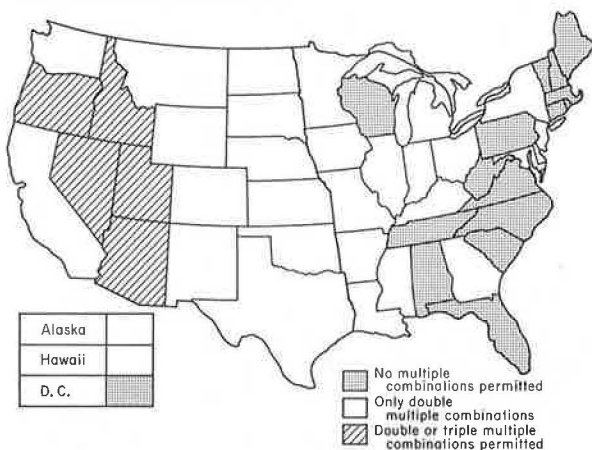 Alaska
Hawaii
D. C.
No multiple
combinations permitted
Only double
multiple combinations
Double or triple multiple
combinations permitted